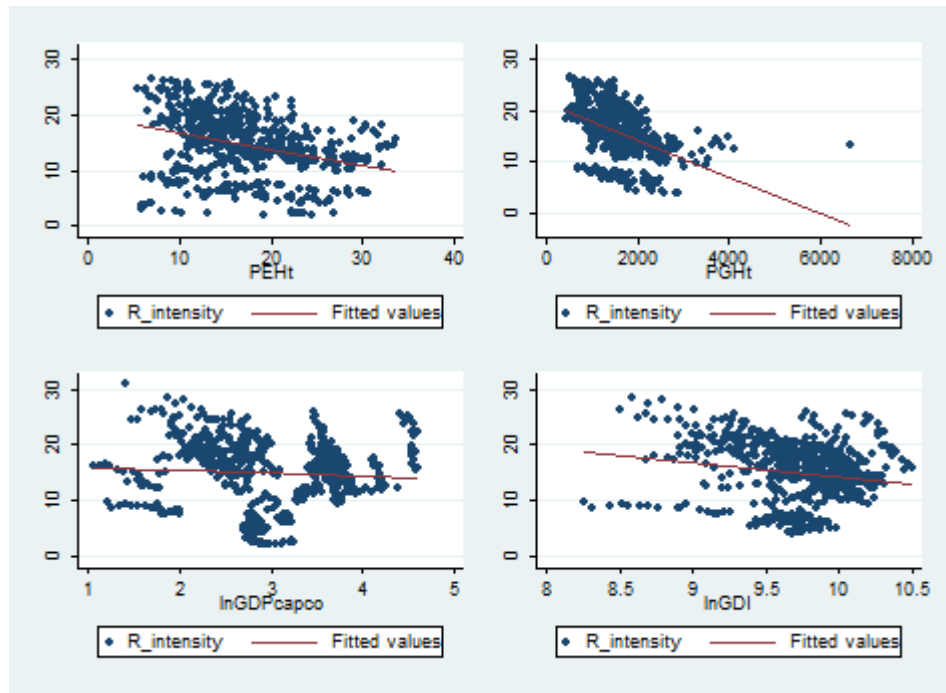 30
20
10
0
0 10 20 30 40
PEHt
R_intensity Fitted values
30
20
10
0
0 2000 4000 6000 8000
PGHt
R_intensity Fitted values
30
20
10
0
1 2 3 4 5
lnGDPcapco
R_intensity Fitted values
30
20
10
0
8 8.5 9 9.5 10 10.5
lnGDI
R_intensity Fitted values